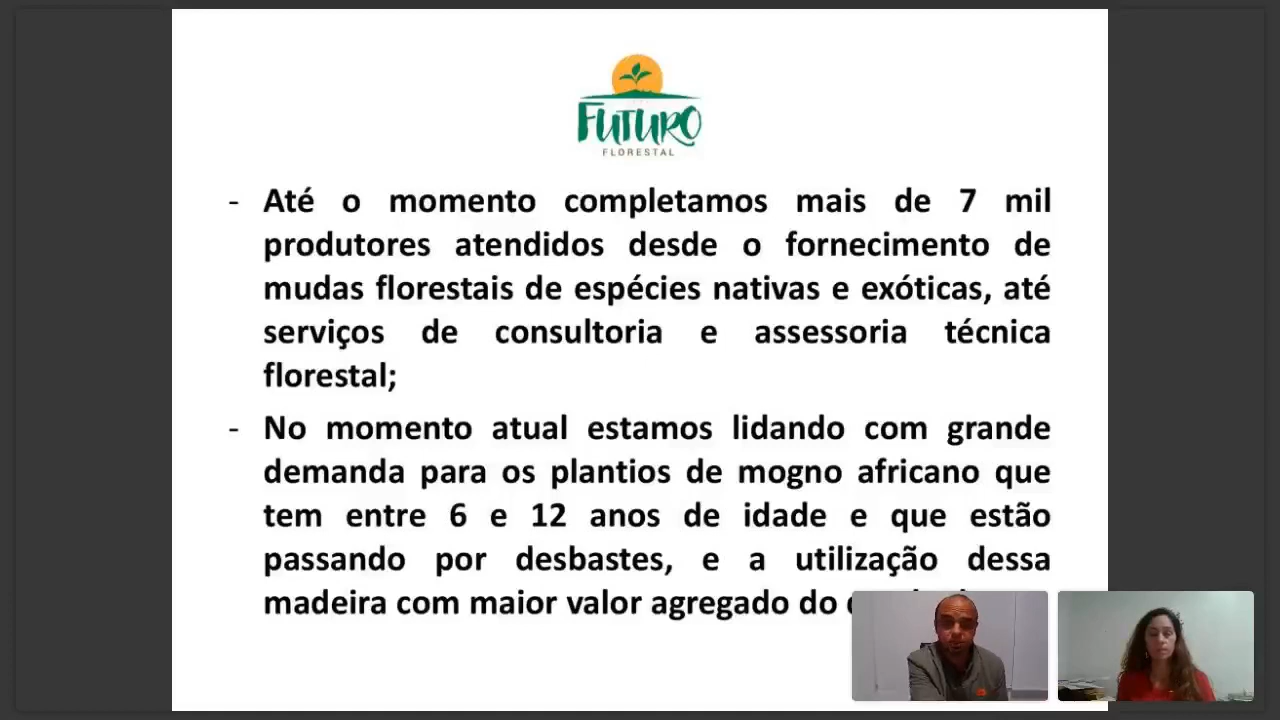 FUTURO
FLORESTAL
- Até o momento completamos mais de 7 mil
produtores atendidos desde o fornecimento de
mudas florestais de espécies nativas e exóticas, até
serviços de consultoria e assessoria técnica
florestal;
- No momento atual estamos lidando com grande
demanda para os plantios de mogno africano que
tem entre 6 e 12 anos de idade e que estão
passando por desbastes, e a utilização dessa
madeira com maior valor agregado do